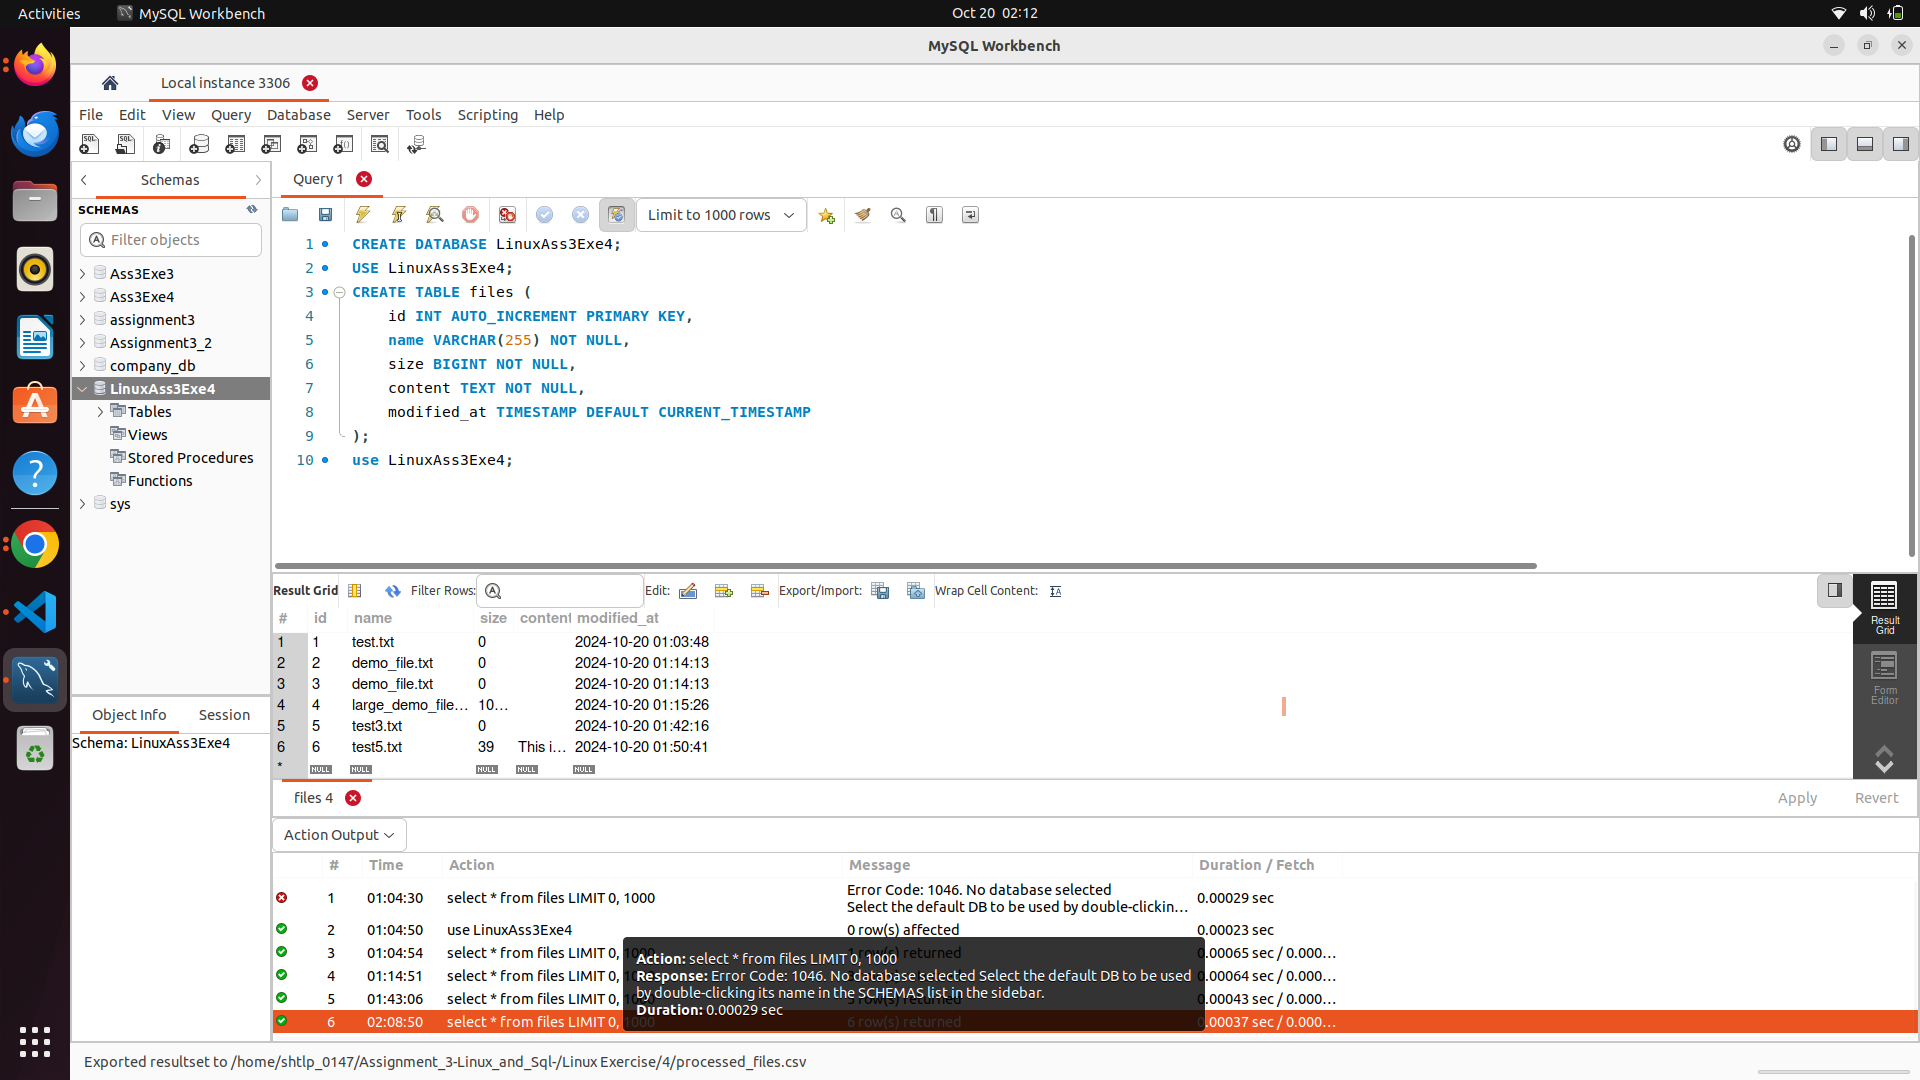 Activities MySQL Workbench Oct 20 02:12
MySQL Workbench
Local instance 3306
File Edit View Query Database Server Tools Scripting Help
Schemas
Query 1
SCHEMAS
Limit to 1000 rows
Filter objects
Ass3Exe3
Ass3Exe4
assignment3
Assignment3_2
company_db
LinuxAss3Exe4
Tables
Views
Stored Procedures
Functions
sys
1 CREATE DATABASE LinuxAss3Exe4;
2 USE LinuxAss3Exe4;
3 CREATE TABLE files (
4 id INT AUTO_INCREMENT PRIMARY KEY,
5 name VARCHAR(255) NOT NULL,
6 size BIGINT NOT NULL,
7 content TEXT NOT NULL,
8 modified_at TIMESTAMP DEFAULT CURRENT_TIMESTAMP
9 );
10 use LinuxAss3Exe4;
Result Grid Filter Rows: Edit: Export/Import: Wrap Cell Content:
# id name size content modified_at
1 1 test.txt 0 2024-10-20 01:03:48
2 2 demo_file.txt 0 2024-10-20 01:14:13
3 3 demo_file.txt 0 2024-10-20 01:14:13
4 4 large_demo_file... 10... 2024-10-20 01:15:26
5 5 test3.txt 0 2024-10-20 01:42:16
6 6 test5.txt 39 This i... 2024-10-20 01:50:41
* NULL NULL NULL NULL NULL
Result Grid
Form Editor
Object Info Session
Schema: LinuxAss3Exe4
files 4 Apply Revert
Action Output
# Time Action Message Duration / Fetch
1 01:04:30 select * from files LIMIT 0, 1000 Error Code: 1046. No database selected
Select the default DB to be used by double-clickin... 0.00029 sec
2 01:04:50 use LinuxAss3Exe4 0 row(s) affected 0.00023 sec
3 01:04:54 select * from files LIMIT 0, 1000 1 row(s) returned 0.00065 sec / 0.000...
4 01:14:51 select * from files LIMIT 0, 0.00064 sec / 0.000...
5 01:43:06 select * from files LIMIT 0, 0.00043 sec / 0.000...
6 02:08:50 select * from files LIMIT 0, 1000 6 row(s) returned 0.00037 sec / 0.000...
Action: select * from files LIMIT 0, 1000
Response: Error Code: 1046. No database selected Select the default DB to be used
by double-clicking its name in the SCHEMAS list in the sidebar.
Duration: 0.00029 sec
Exported resultset to /home/shtlp_0147/Assignment_3-Linux_and_Sql-/Linux Exercise/4/processed_files.csv